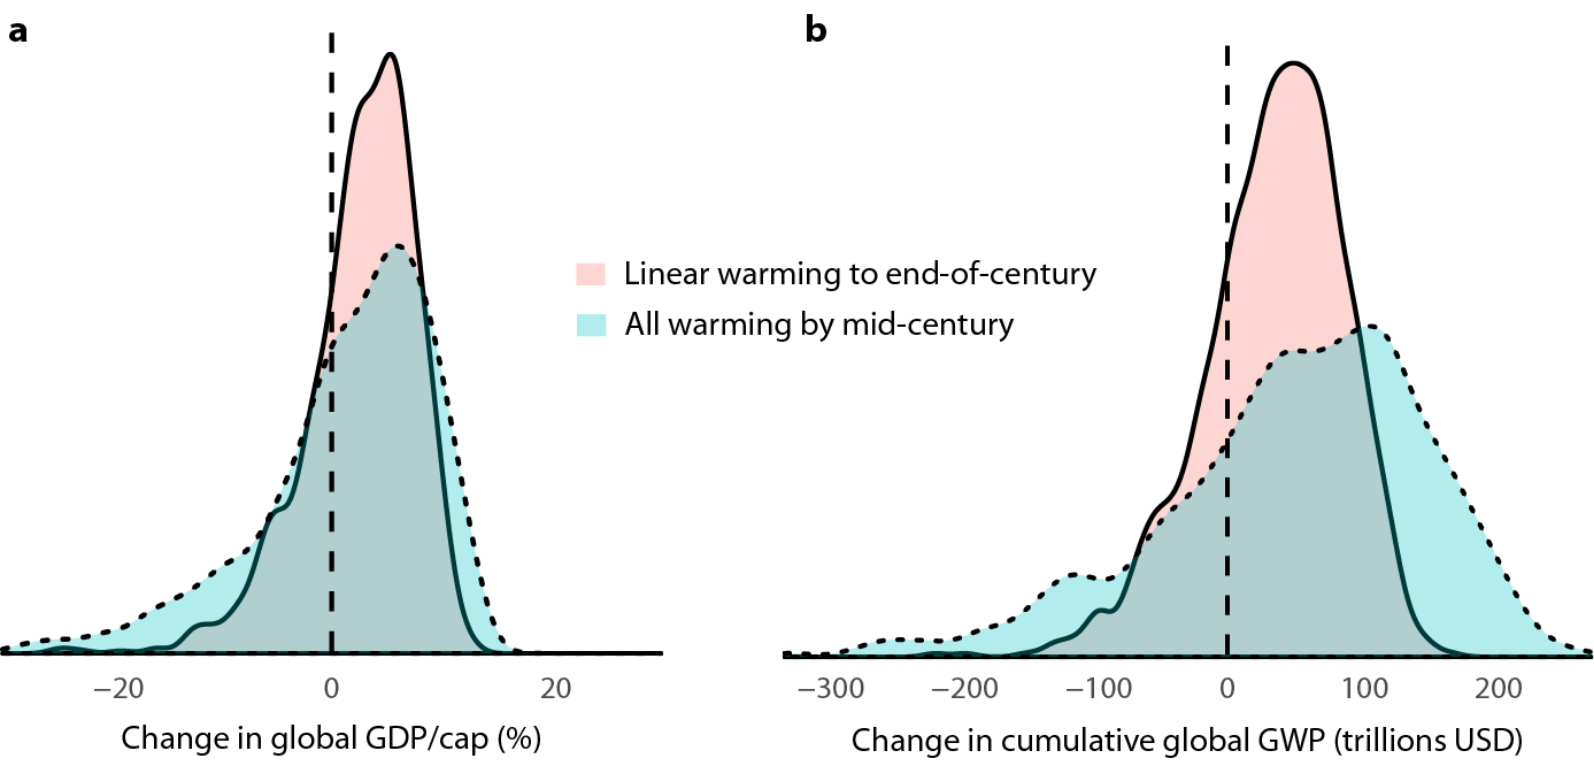 a
b
Linear warming to end-of-century
All warming by mid-century
−20 0 20
−300 −200 −100 0 100 200
Change in global GDP/cap (%)
Change in cumulative global GWP (trillions USD)